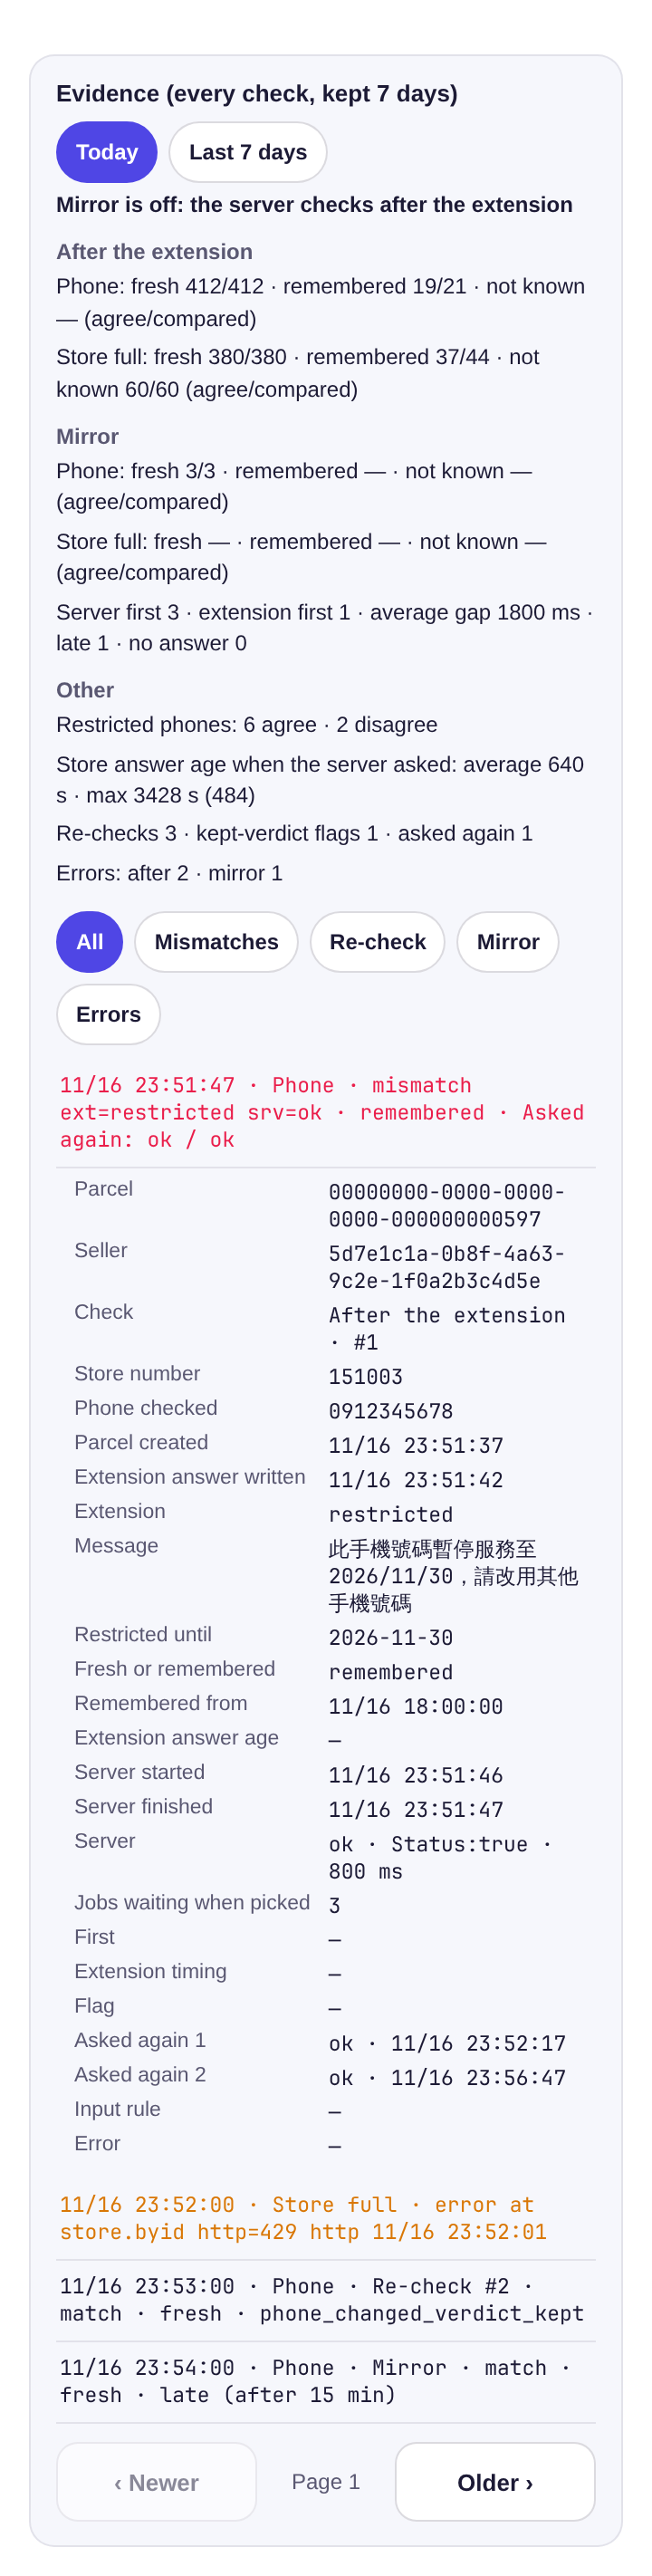 Evidence (every check, kept 7 days)
Today
Last 7 days
Mirror is off: the server checks after the extension
After the extension
Phone: fresh 412/412 · remembered 19/21 · not known
— (agree/compared)
Store full: fresh 380/380 · remembered 37/44 · not
known 60/60 (agree/compared)
Mirror
Phone: fresh 3/3 · remembered — · not known —
(agree/compared)
Store full: fresh — · remembered — · not known —
(agree/compared)
Server first 3 · extension first 1 · average gap 1800 ms ·
late 1 · no answer 0
Other
Restricted phones: 6 agree · 2 disagree
Store answer age when the server asked: average 640
s · max 3428 s (484)
Re-checks 3 · kept-verdict flags 1 · asked again 1
Errors: after 2 · mirror 1
All
Mismatches
Re-check
Mirror
Errors
11/16 23:51:47 · Phone · mismatch
ext=restricted srv=ok · remembered · Asked
again: ok / ok
Parcel
00000000-0000-0000-
0000-000000000597
Seller
5d7e1c1a-0b8f-4a63-
9c2e-1f0a2b3c4d5e
Check
After the extension
· #1
Store number
151003
Phone checked
0912345678
Parcel created
11/16 23:51:37
Extension answer written
11/16 23:51:42
Extension
restricted
Message
此手機號碼暫停服務至
2026/11/30，請改用其他
手機號碼
Restricted until
2026-11-30
Fresh or remembered
remembered
Remembered from
11/16 18:00:00
Extension answer age
—
Server started
11/16 23:51:46
Server finished
11/16 23:51:47
Server
ok · Status:true ·
800 ms
Jobs waiting when picked
3
First
—
Extension timing
—
Flag
—
Asked again 1
ok · 11/16 23:52:17
Asked again 2
ok · 11/16 23:56:47
Input rule
—
Error
—
11/16 23:52:00 · Store full · error at
store.byid http=429 http 11/16 23:52:01
11/16 23:53:00 · Phone · Re-check #2 ·
match · fresh · phone_changed_verdict_kept
11/16 23:54:00 · Phone · Mirror · match ·
fresh · late (after 15 min)
‹ Newer
Page 1
Older ›